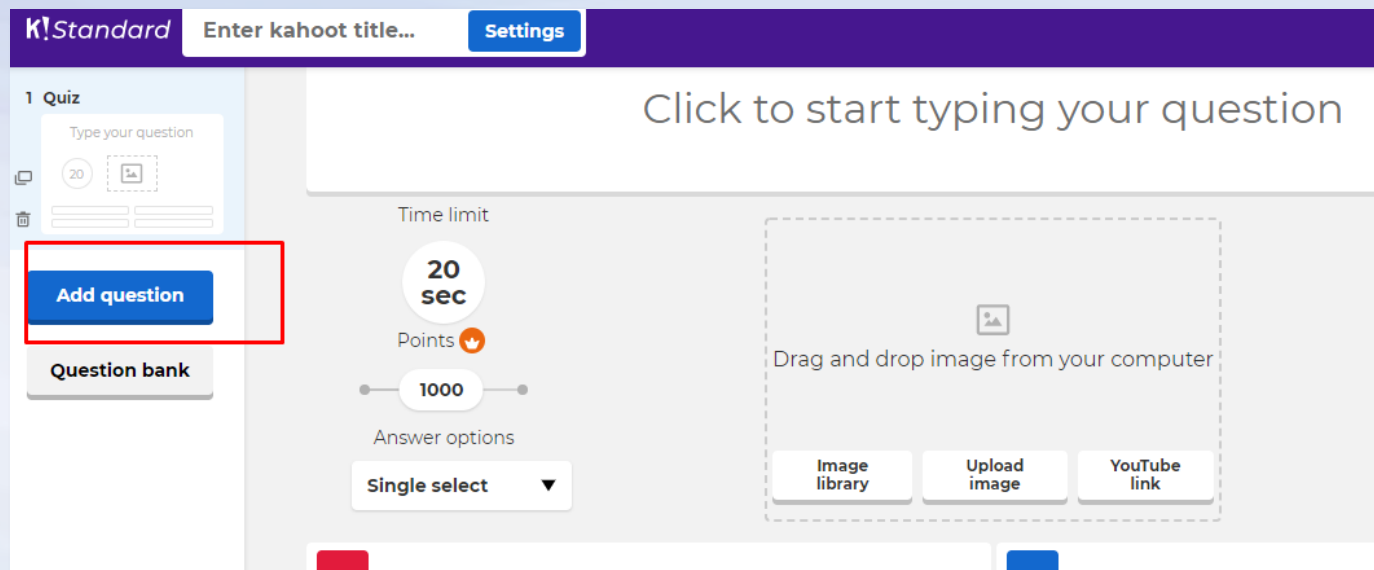 K!Standard
Enter kahoot title...
Settings
1 Quiz
Type your question
20
Add question
Question bank
Click to start typing your question
Time limit
20
sec
Points
1000
Answer options
Single select
Drag and drop image from your computer
Image
library
Upload
image
YouTube
link